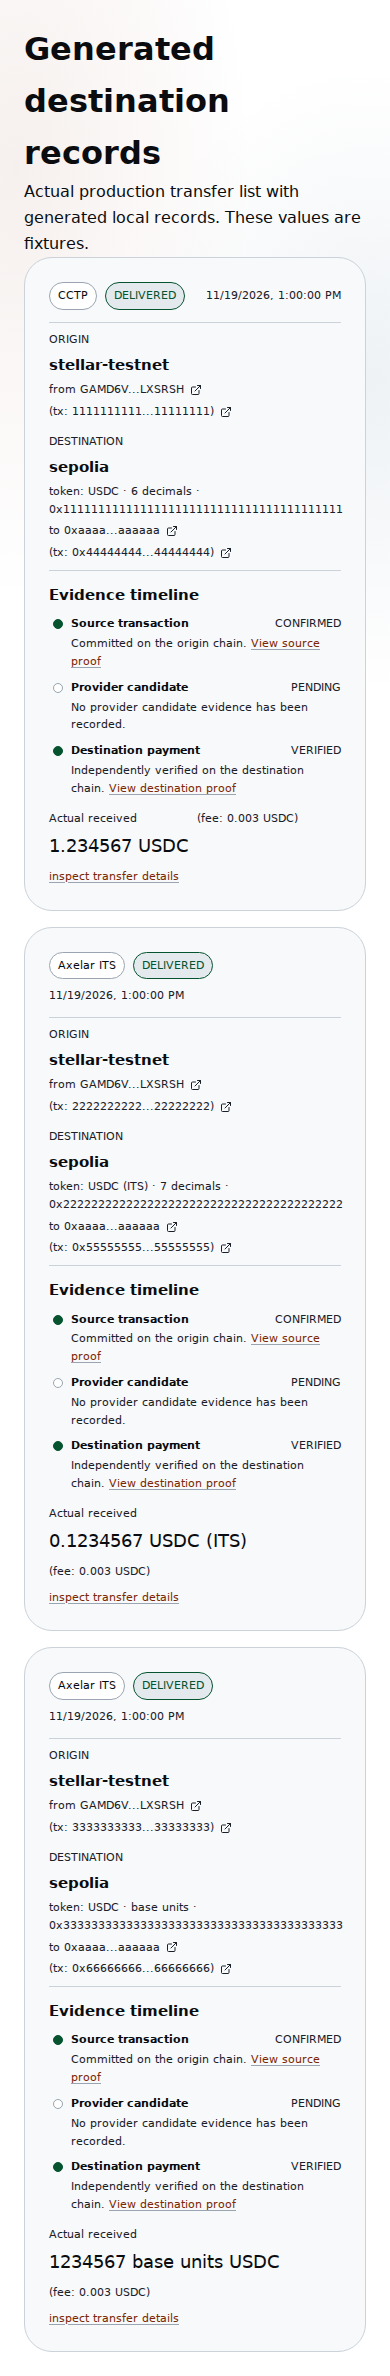 Generated
destination
records
Actual production transfer list with
generated local records. These values are
fixtures.
CCTP DELIVERED 11/19/2026, 1:00:00 PM
ORIGIN
stellar-testnet
from GAMD6V...LXSRSH
(tx: 1111111111...11111111)
DESTINATION
sepolia
token: USDC · 6 decimals ·
0x1111111111111111111111111111111111111111
to 0xaaaa...aaaaaa
(tx: 0x44444444...44444444)
Evidence timeline
Source transaction CONFIRMED
Committed on the origin chain. View source
proof
Provider candidate PENDING
No provider candidate evidence has been
recorded.
Destination payment VERIFIED
Independently verified on the destination
chain. View destination proof
Actual received (fee: 0.003 USDC)
1.234567 USDC
inspect transfer details
Axelar ITS DELIVERED
11/19/2026, 1:00:00 PM
ORIGIN
stellar-testnet
from GAMD6V...LXSRSH
(tx: 2222222222...22222222)
DESTINATION
sepolia
token: USDC (ITS) · 7 decimals ·
0x2222222222222222222222222222222222222222
to 0xaaaa...aaaaaa
(tx: 0x55555555...55555555)
Evidence timeline
Source transaction CONFIRMED
Committed on the origin chain. View source
proof
Provider candidate PENDING
No provider candidate evidence has been
recorded.
Destination payment VERIFIED
Independently verified on the destination
chain. View destination proof
Actual received
0.1234567 USDC (ITS)
(fee: 0.003 USDC)
inspect transfer details
Axelar ITS DELIVERED
11/19/2026, 1:00:00 PM
ORIGIN
stellar-testnet
from GAMD6V...LXSRSH
(tx: 3333333333...33333333)
DESTINATION
sepolia
token: USDC · base units ·
0x3333333333333333333333333333333333333333
to 0xaaaa...aaaaaa
(tx: 0x66666666...66666666)
Evidence timeline
Source transaction CONFIRMED
Committed on the origin chain. View source
proof
Provider candidate PENDING
No provider candidate evidence has been
recorded.
Destination payment VERIFIED
Independently verified on the destination
chain. View destination proof
Actual received
1234567 base units USDC
(fee: 0.003 USDC)
inspect transfer details